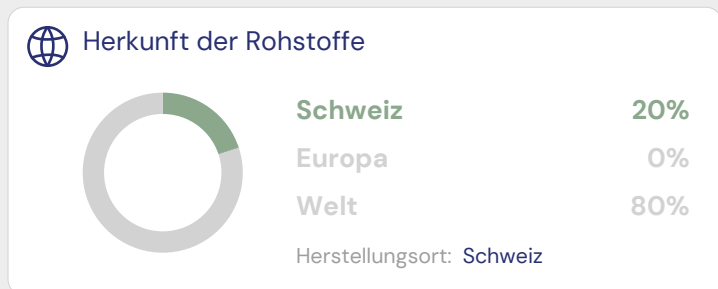 Herkunft der Rohstoffe
Schweiz 20%
Europa 0%
Welt 80%
Herstellungsort: Schweiz